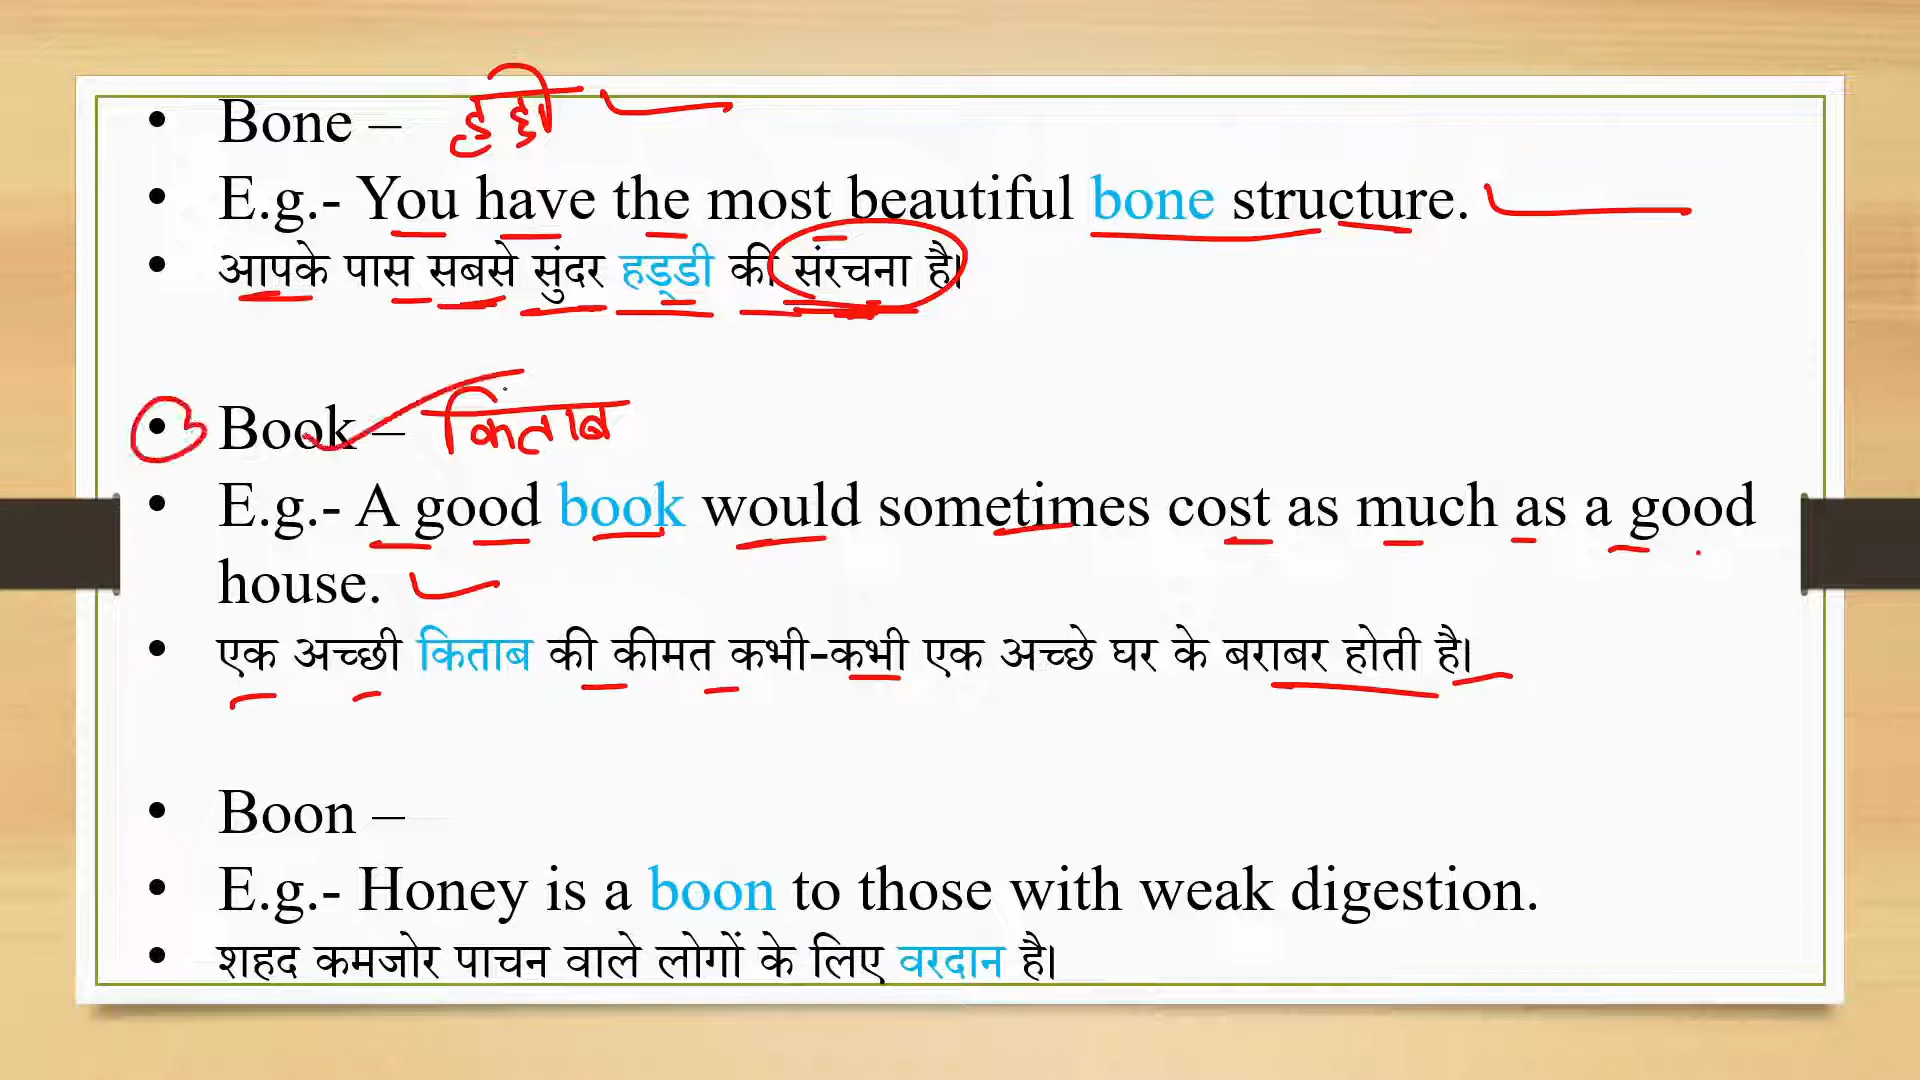 • Bone – हड्डी
• E.g.- You have the most beautiful bone structure.
• आपके पास सबसे सुंदर हड्डी की संरचना है।
• Book – किताब
• E.g.- A good book would sometimes cost as much as a good
house.
• एक अच्छी किताब की कीमत कभी-कभी एक अच्छे घर के बराबर होती है।
• Boon –
• E.g.- Honey is a boon to those with weak digestion.
• शहद कमजोर पाचन वाले लोगों के लिए वरदान है।